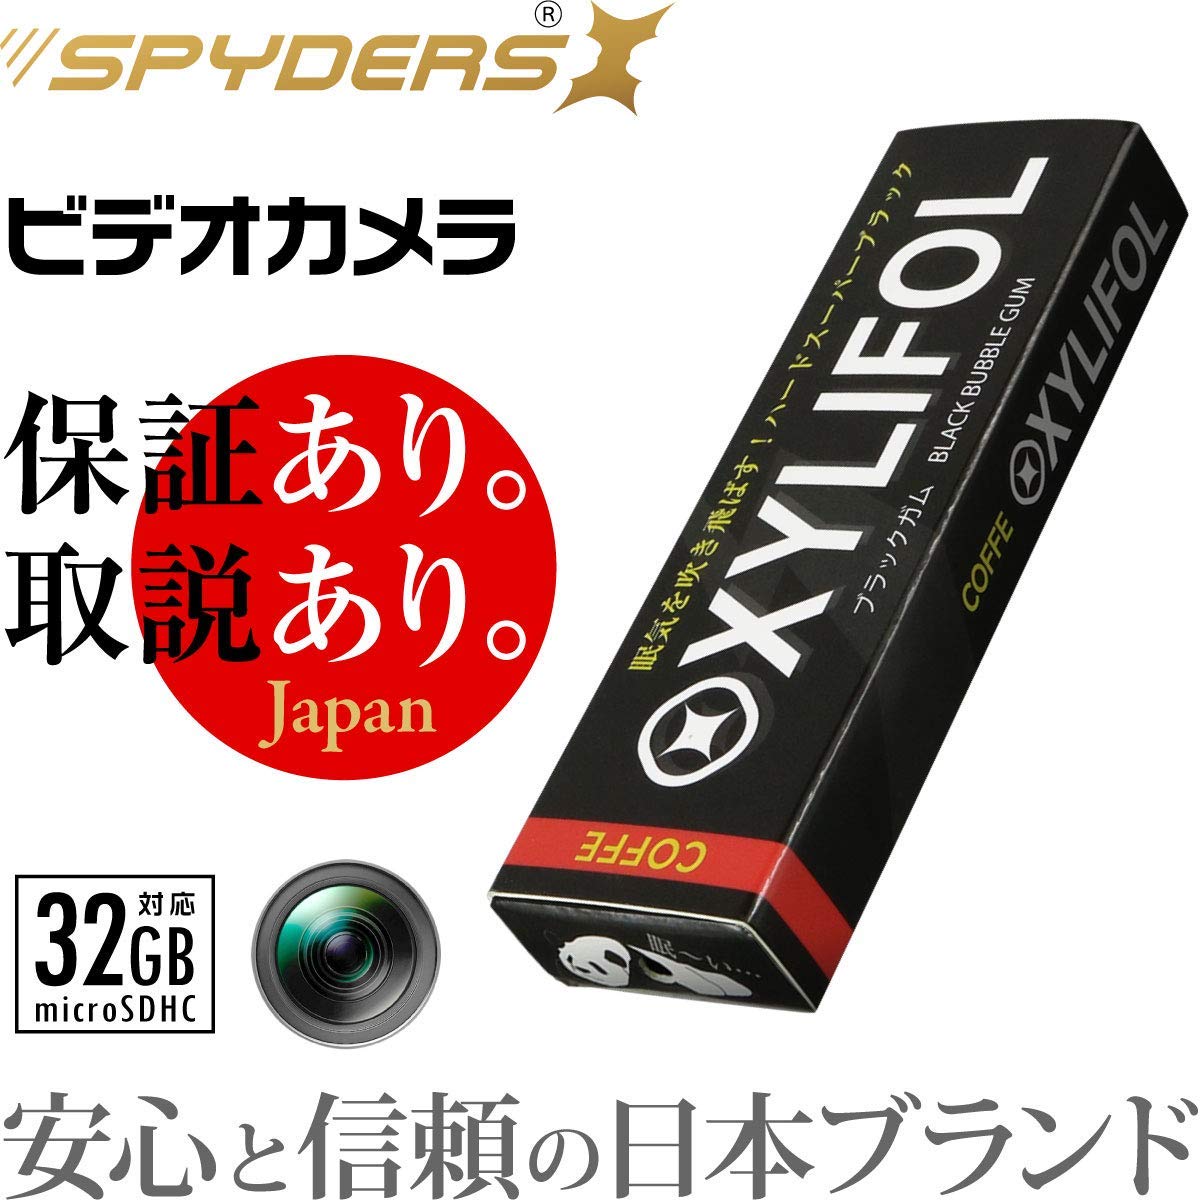 SPYDERS X ®
ビデオカメラ
保証あり。
取説あり。
Japan
32GB 対応
microSDHC
眠気を吹き飛ばす!ハードスーパーブラック
XYLIFOL
ブラックガム BLACK BUBBLE GUM
COFFE
COFFE XYLIFOL
眠〜い…
安心と信頼の日本ブランド